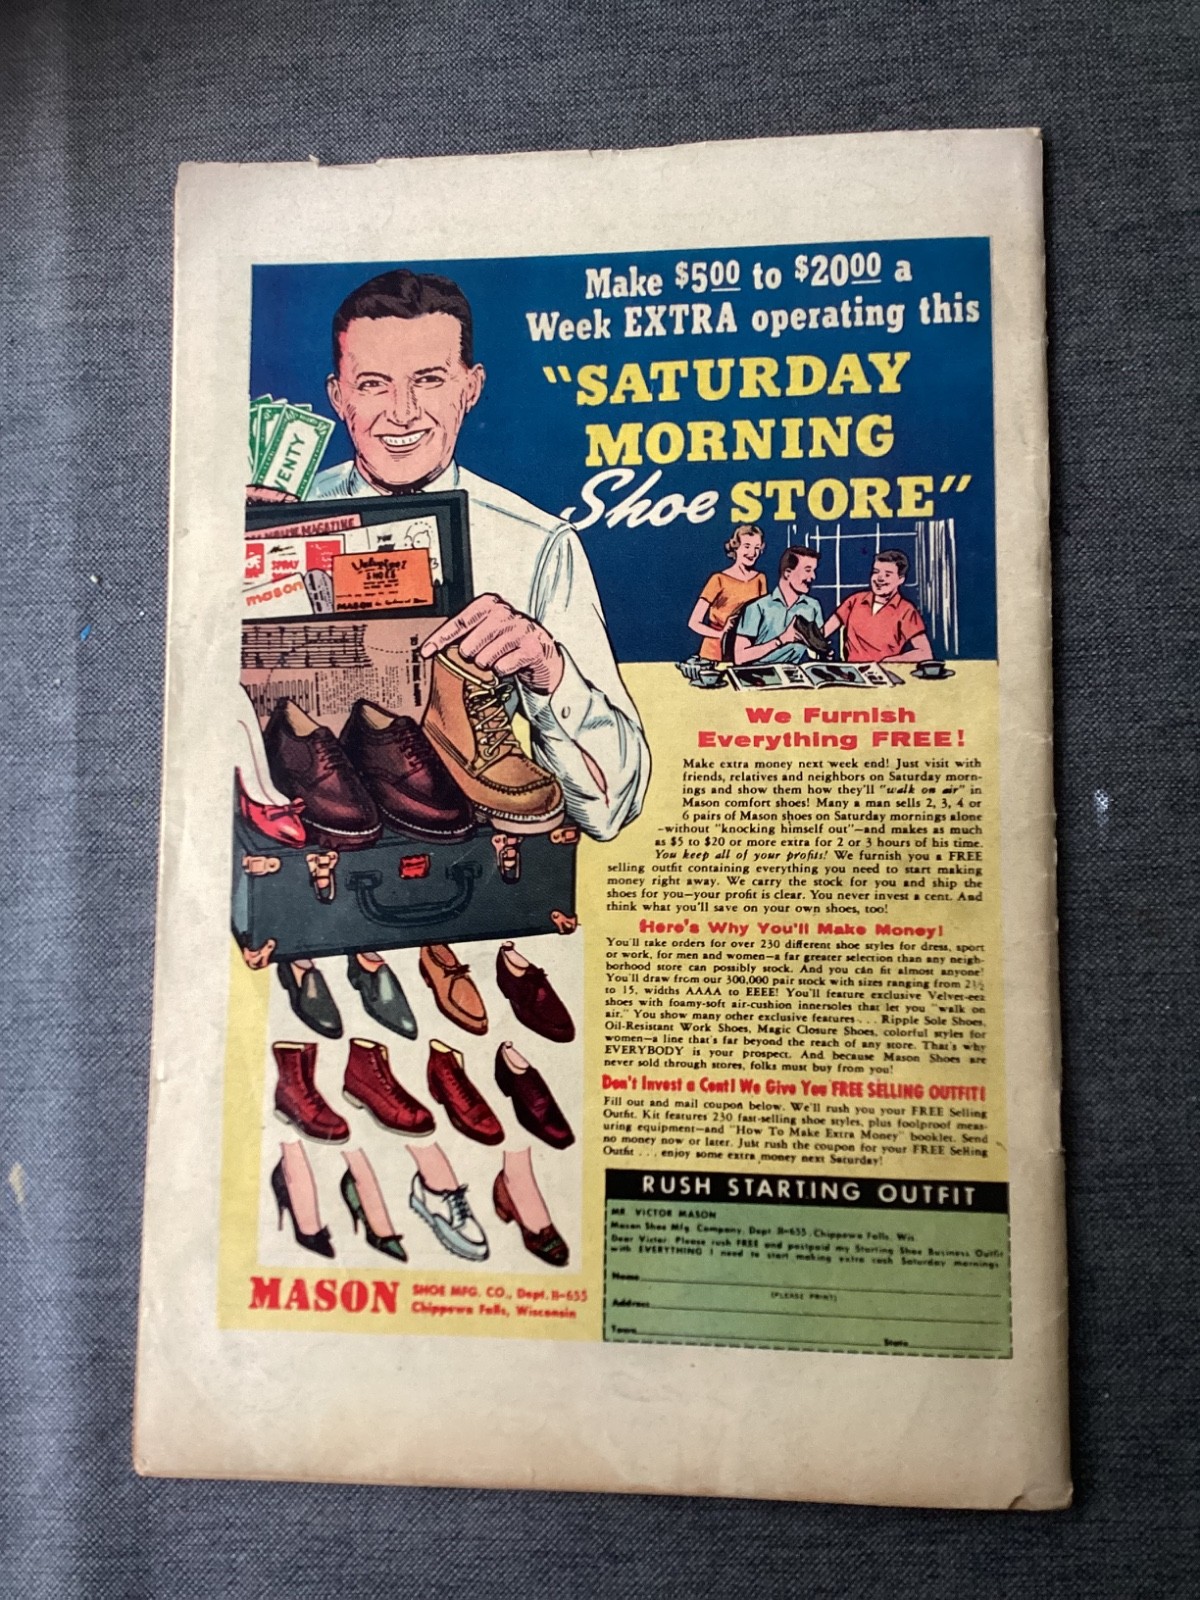 Make $5.00 to $20.00 a
Week EXTRA operating this
"SATURDAY
MORNING
Shoe STORE"
VENTY
MAGAZINE
SPRAY
mason
Velvet-eez
SHOES
MASON
We Furnish
Everything FREE!
Make extra money next week end! Just visit with
friends, relatives and neighbors on Saturday morn-
ings and show them how they'll "walk on air" in
Mason comfort shoes! Many a man sells 2, 3, 4 or
6 pairs of Mason shoes on Saturday mornings alone
-without "knocking himself out"—and makes as much
as $5 to $20 or more extra for 2 or 3 hours of his time.
You keep all of your profits! We furnish you a FREE
selling outfit containing everything you need to start making
money right away. We carry the stock for you and ship the
shoes for you—your profit is clear. You never invest a cent. And
think what you'll save on your own shoes, too!
Here's Why You'll Make Money!
You'll take orders for over 230 different shoe styles for dress, sport
or work, for men and women—a far greater selection than any neigh-
borhood store can possibly stock. And you can fit almost anyone!
You'll draw from our 300,000 pair stock with sizes ranging from 2½
to 15, widths AAAA to EEEE! You'll feature exclusive Velvet-eez
shoes with foamy-soft air-cushion innersoles that let you "walk on
air." You show many other exclusive features . . . Ripple Sole Shoes,
Oil-Resistant Work Shoes, Magic Closure Shoes, colorful styles for
women—a line that's far beyond the reach of any store. That's why
EVERYBODY is your prospect. And because Mason Shoes are
never sold through stores, folks must buy from you!
Don't Invest a Cent! We Give You FREE SELLING OUTFIT!
Fill out and mail coupon below. We'll rush you your FREE Selling
Outfit. Kit features 230 fast-selling shoe styles, plus foolproof meas-
uring equipment—and "How To Make Extra Money" booklet. Send
no money now or later. Just rush the coupon for your FREE Selling
Outfit . . . enjoy some extra money next Saturday!
RUSH STARTING OUTFIT
MR. VICTOR MASON
Mason Shoe Mfg. Company, Dept. H-655, Chippewa Falls, Wis.
Dear Victor: Please rush FREE and postpaid my Starting Shoe Business Outfit
with EVERYTHING I need to start making extra cash Saturday mornings
Name
(PLEASE PRINT)
Address
Town State
MASON SHOE MFG. CO., Dept. H-655
Chippewa Falls, Wisconsin